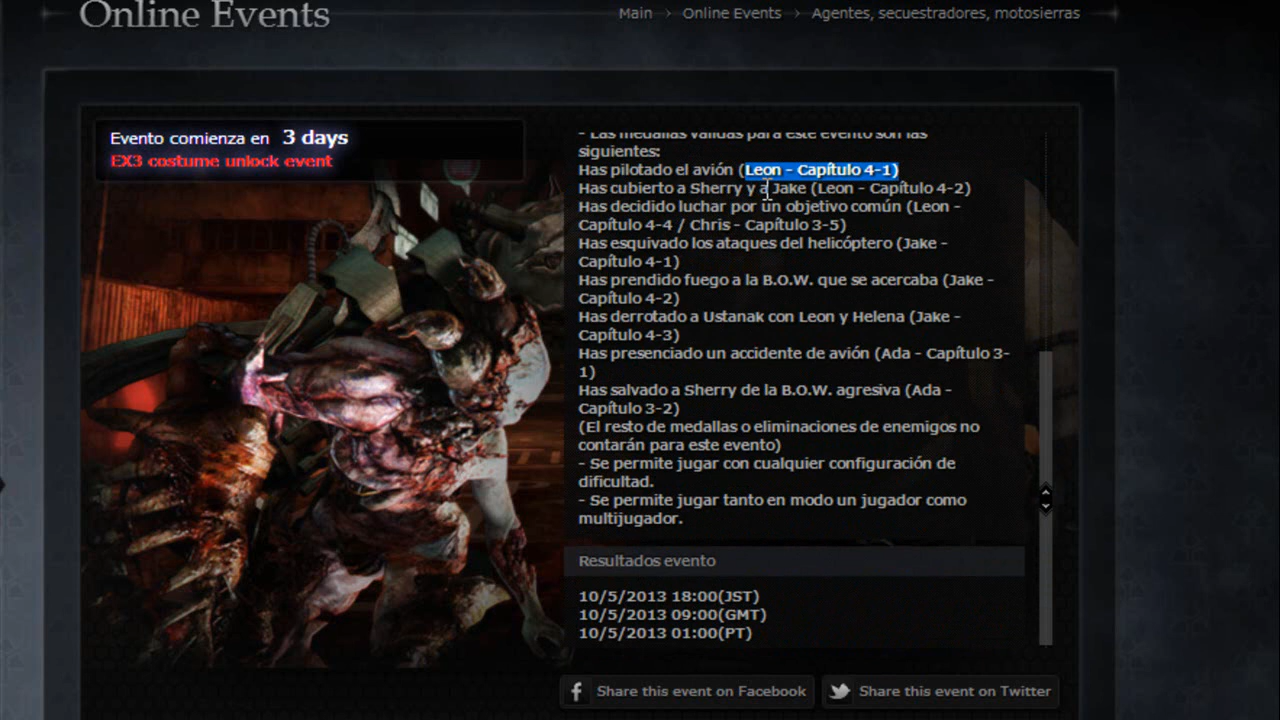 Online Events
Main > Online Events > Agentes, secuestradores, motosierras
Evento comienza en 3 days
EX3 costume unlock event
- Las medallas válidas para este evento son las
siguientes:
Has pilotado el avión (Leon - Capítulo 4-1)
Has cubierto a Sherry y a Jake (Leon - Capítulo 4-2)
Has decidido luchar por un objetivo común (Leon -
Capítulo 4-4 / Chris - Capítulo 3-5)
Has esquivado los ataques del helicóptero (Jake -
Capítulo 4-1)
Has prendido fuego a la B.O.W. que se acercaba (Jake -
Capítulo 4-2)
Has derrotado a Ustanak con Leon y Helena (Jake -
Capítulo 4-3)
Has presenciado un accidente de avión (Ada - Capítulo 3-
1)
Has salvado a Sherry de la B.O.W. agresiva (Ada -
Capítulo 3-2)
(El resto de medallas o eliminaciones de enemigos no
contarán para este evento)
- Se permite jugar con cualquier configuración de
dificultad.
- Se permite jugar tanto en modo un jugador como
multijugador.
Resultados evento
10/5/2013 18:00(JST)
10/5/2013 09:00(GMT)
10/5/2013 01:00(PT)
Share this event on Facebook
Share this event on Twitter